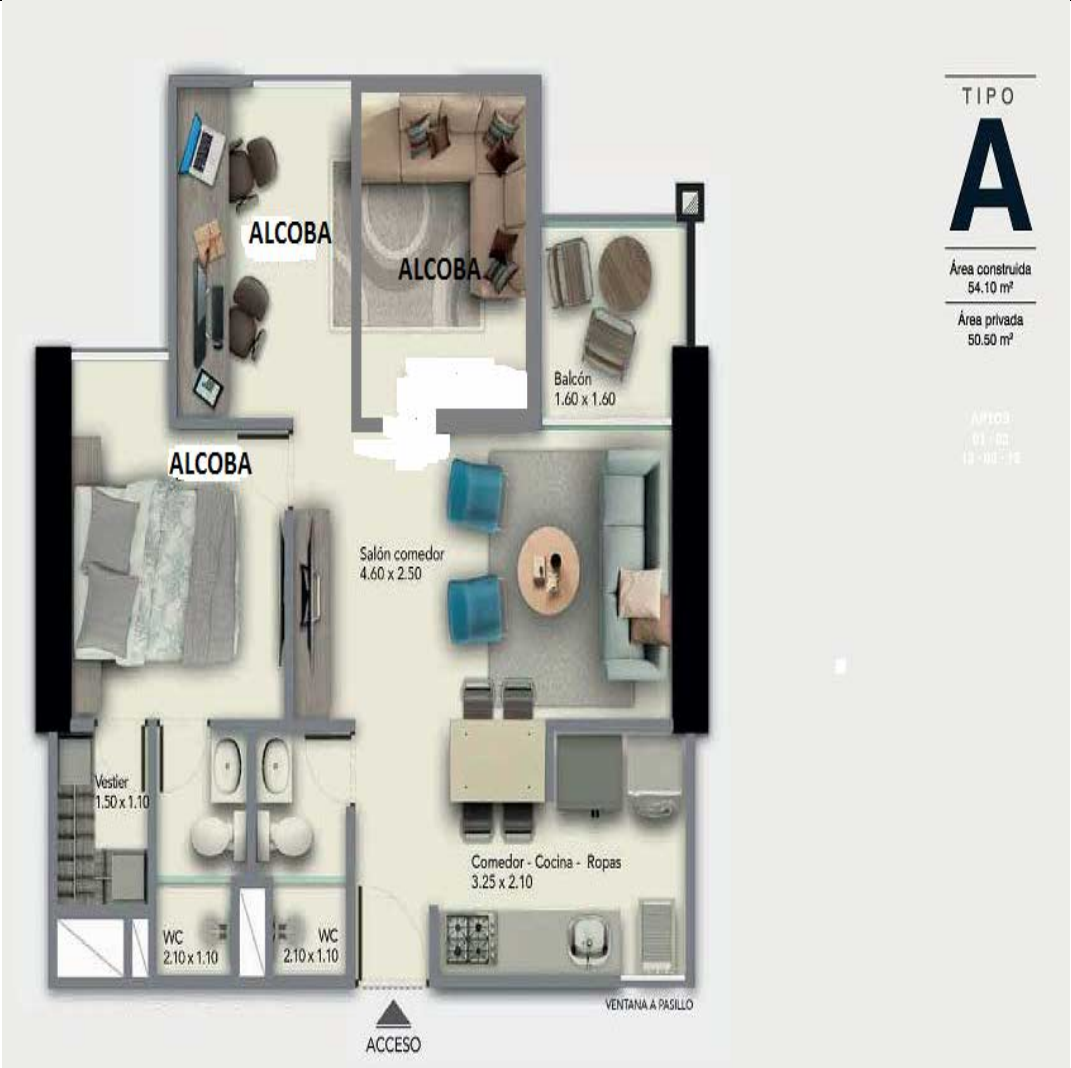 TIPO
A
Área construida
54.10 m²
Área privada
50.50 m²
APTOS
ALCOBA
ALCOBA
Balcón
1.60 x 1.60
ALCOBA
Salón comedor
4.60 x 2.50
Vestier
1.50 x 1.10
Comedor - Cocina - Ropas
3.25 x 2.10
WC
2.10 x 1.10
WC
2.10 x 1.10
VENTANA A PASILLO
ACCESO